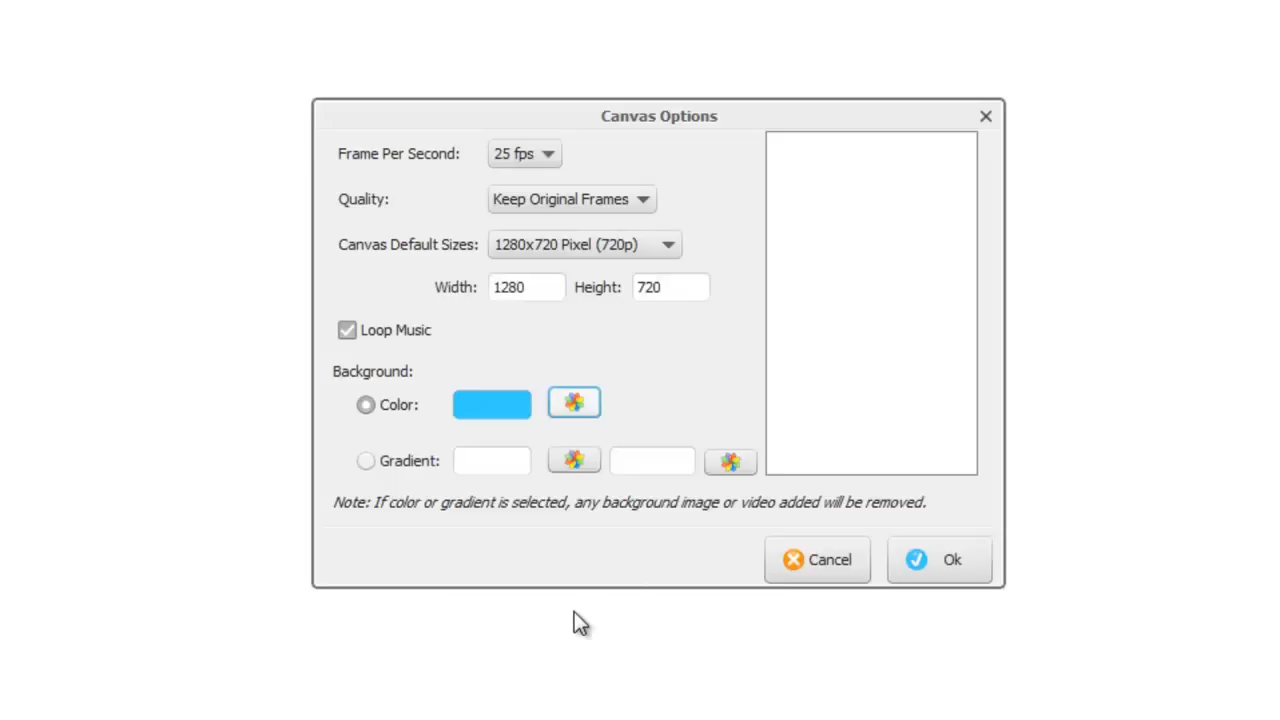 Canvas Options
Frame Per Second: 25 fps
Quality: Keep Original Frames
Canvas Default Sizes: 1280x720 Pixel (720p)
Width: 1280 Height: 720
Loop Music
Background:
Color:
Gradient:
Note: If color or gradient is selected, any background image or video added will be removed.
Cancel Ok